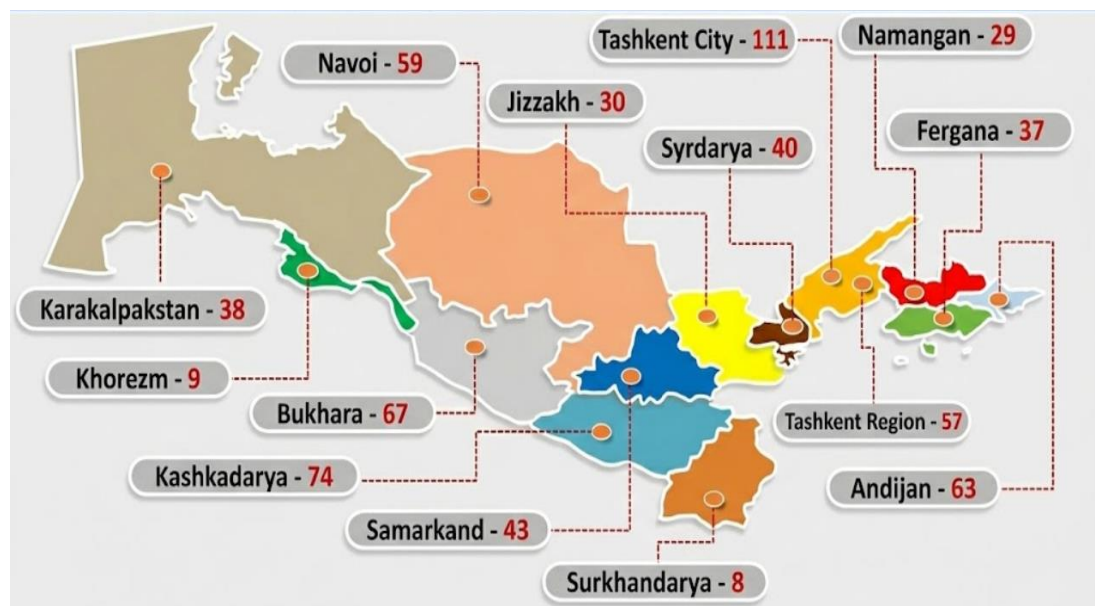 Tashkent City - 111
Namangan - 29
Navoi - 59
Jizzakh - 30
Fergana - 37
Syrdarya - 40
Karakalpakstan - 38
Khorezm - 9
Bukhara - 67
Tashkent Region - 57
Kashkadarya - 74
Andijan - 63
Samarkand - 43
Surkhandarya - 8